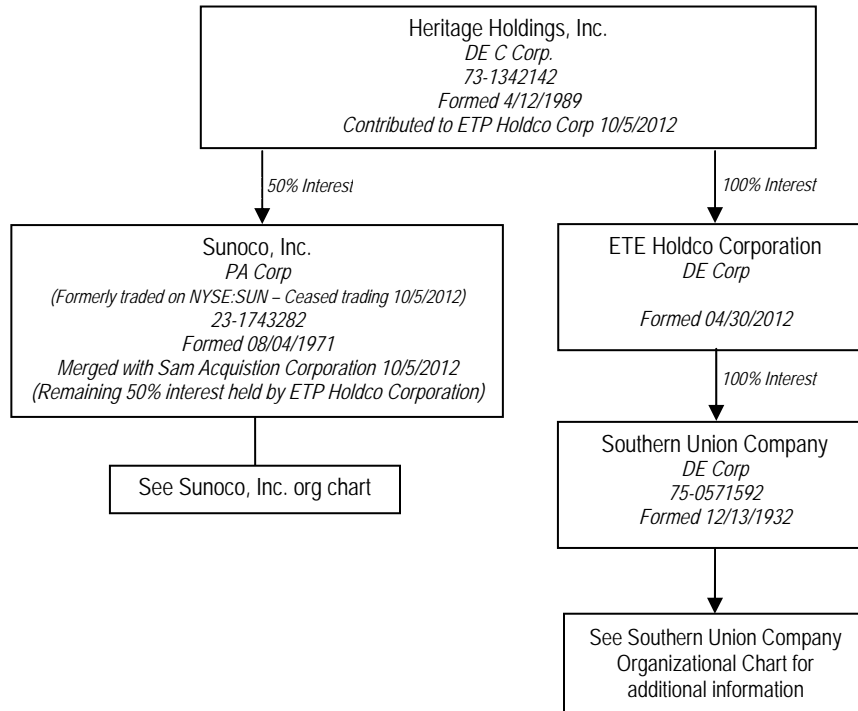 Heritage Holdings, Inc.
DE C Corp.
73-1342142
Formed 4/12/1989
Contributed to ETP Holdco Corp 10/5/2012
50% Interest
100% Interest
Sunoco, Inc.
PA Corp
(Formerly traded on NYSE:SUN – Ceased trading 10/5/2012)
23-1743282
Formed 08/04/1971
Merged with Sam Acquistion Corporation 10/5/2012
(Remaining 50% interest held by ETP Holdco Corporation)
See Sunoco, Inc. org chart
ETE Holdco Corporation
DE Corp
Formed 04/30/2012
100% Interest
Southern Union Company
DE Corp
75-0571592
Formed 12/13/1932
See Southern Union Company
Organizational Chart for
additional information